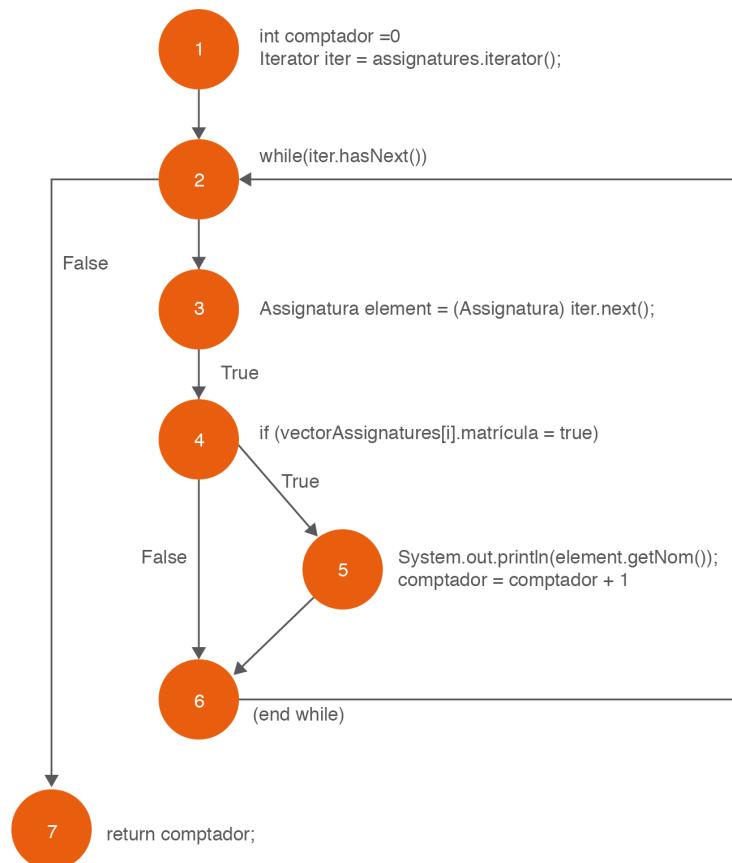 1
int comptador =0
Iterator iter = assignatures.iterator();
while(iter.hasNext())
2
False
3
Assignatura element = (Assignatura) iter.next();
True
4
if (vectorAssignatures[i].matrícula = true)
True
False
5
System.out.println(element.getNom());
comptador = comptador + 1
6
(end while)
7
return comptador;